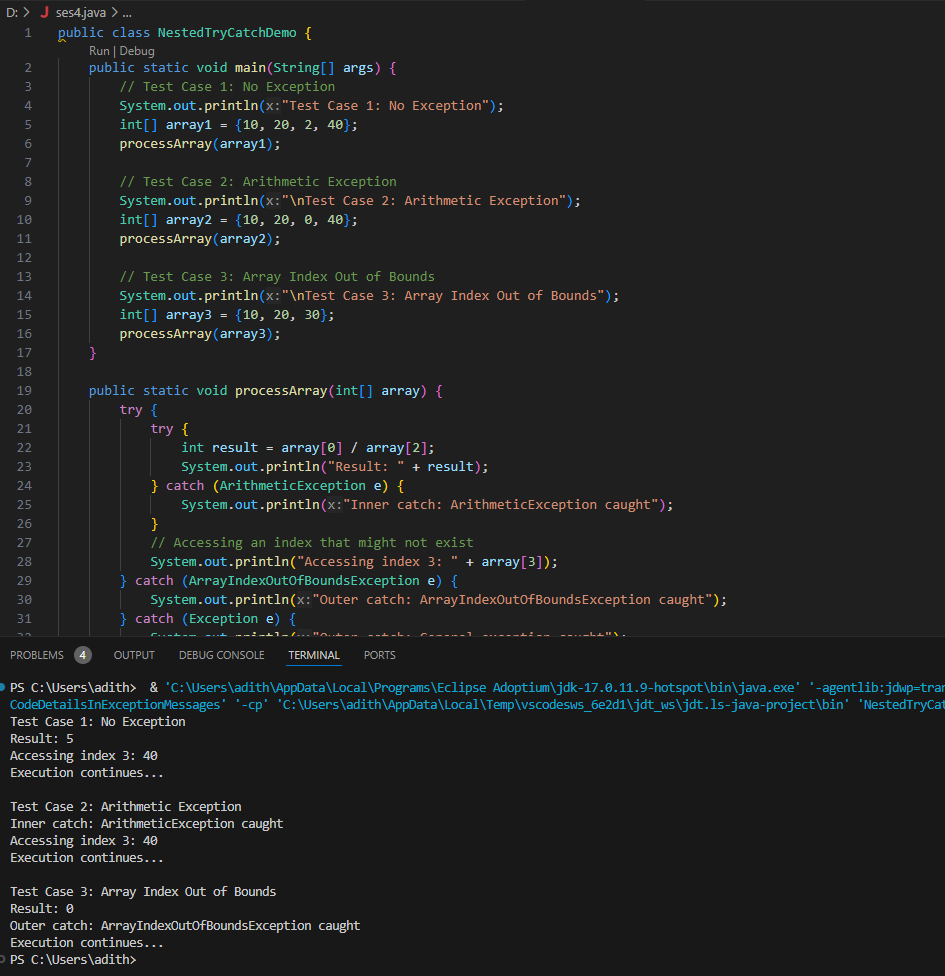 D: > J ses4.java > ...
1 public class NestedTryCatchDemo {
Run | Debug
2 public static void main(String[] args) {
3 // Test Case 1: No Exception
4 System.out.println(x:"Test Case 1: No Exception");
5 int[] array1 = {10, 20, 2, 40};
6 processArray(array1);
7
8 // Test Case 2: Arithmetic Exception
9 System.out.println(x:"\nTest Case 2: Arithmetic Exception");
10 int[] array2 = {10, 20, 0, 40};
11 processArray(array2);
12
13 // Test Case 3: Array Index Out of Bounds
14 System.out.println(x:"\nTest Case 3: Array Index Out of Bounds");
15 int[] array3 = {10, 20, 30};
16 processArray(array3);
17 }
18
19 public static void processArray(int[] array) {
20 try {
21 try {
22 int result = array[0] / array[2];
23 System.out.println("Result: " + result);
24 } catch (ArithmeticException e) {
25 System.out.println(x:"Inner catch: ArithmeticException caught");
26 }
27 // Accessing an index that might not exist
28 System.out.println("Accessing index 3: " + array[3]);
29 } catch (ArrayIndexOutOfBoundsException e) {
30 System.out.println(x:"Outer catch: ArrayIndexOutOfBoundsException caught");
31 } catch (Exception e) {
32 System.out.println(x:"Outer catch: General exception caught");
PROBLEMS 4 OUTPUT DEBUG CONSOLE TERMINAL PORTS
PS C:\Users\adith> & 'C:\Users\adith\AppData\Local\Programs\Eclipse Adoptium\jdk-17.0.11.9-hotspot\bin\java.exe' '-agentlib:jdwp=tran
CodeDetailsInExceptionMessages' '-cp' 'C:\Users\adith\AppData\Local\Temp\vscodesws_6e2d1\jdt_ws\jdt.ls-java-project\bin' 'NestedTryCat
Test Case 1: No Exception
Result: 5
Accessing index 3: 40
Execution continues...

Test Case 2: Arithmetic Exception
Inner catch: ArithmeticException caught
Accessing index 3: 40
Execution continues...

Test Case 3: Array Index Out of Bounds
Result: 0
Outer catch: ArrayIndexOutOfBoundsException caught
Execution continues...
PS C:\Users\adith>